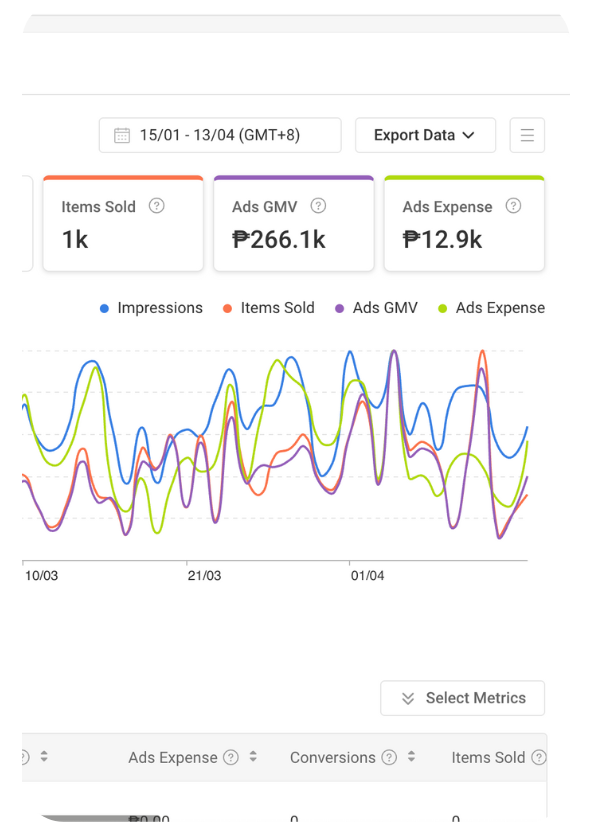 15/01 - 13/04 (GMT+8)
Export Data
Items Sold ?
1k
Ads GMV ?
₱266.1k
Ads Expense ?
₱12.9k
Impressions
Items Sold
Ads GMV
Ads Expense
10/03
21/03
01/04
Select Metrics
? Ads Expense ? Conversions ? Items Sold ?
₱0.00 0 0